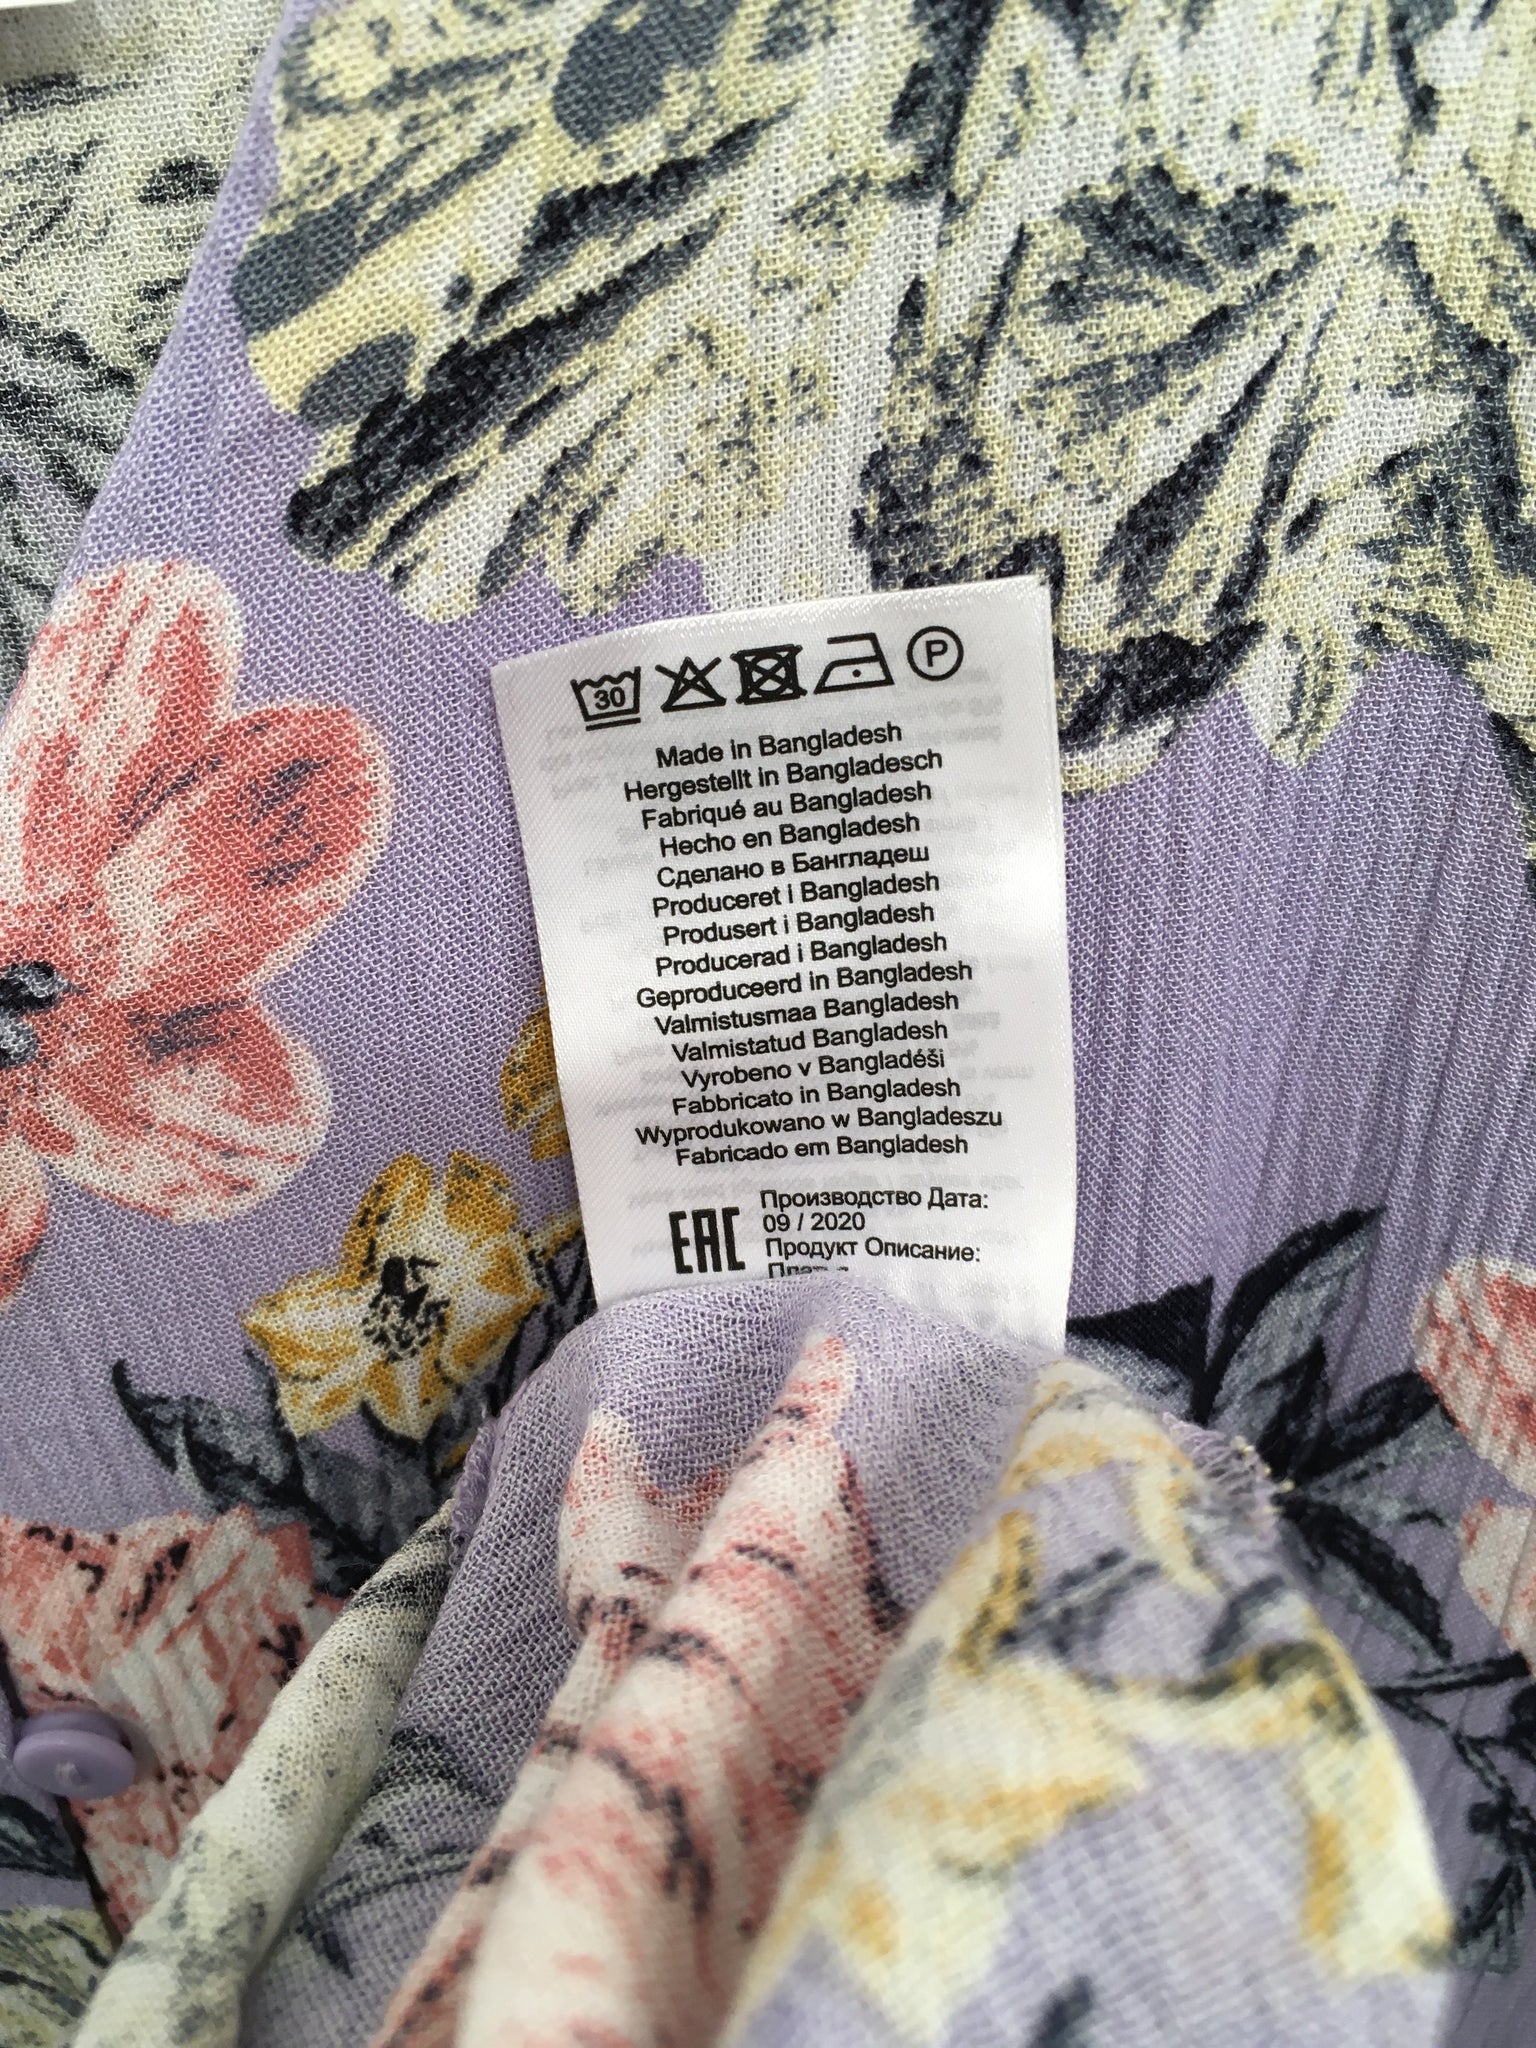 30 P
Made in Bangladesh
Hergestellt in Bangladesch
Fabriqué au Bangladesh
Hecho en Bangladesh
Сделано в Бангладеш
Produceret i Bangladesh
Produsert i Bangladesh
Producerad i Bangladesh
Geproduceerd in Bangladesh
Valmistusmaa Bangladesh
Valmistatud Bangladesh
Vyrobeno v Bangladéši
Fabbricato in Bangladesh
Wyprodukowano w Bangladeszu
Fabricado em Bangladesh
EAC Производство Дата:
09 / 2020
Продукт Описание: